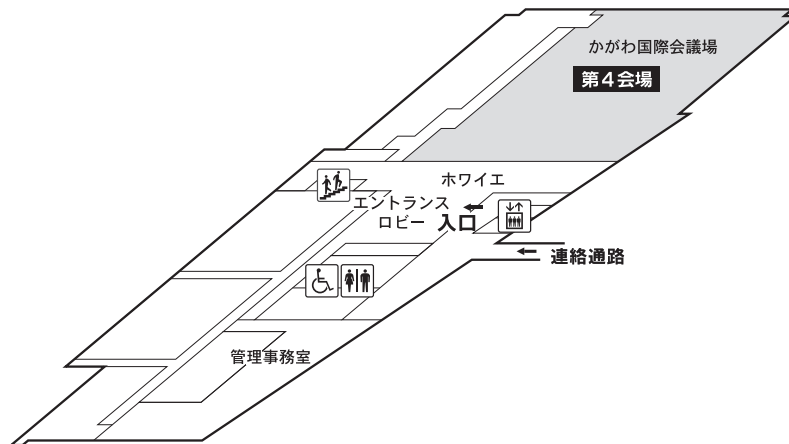 かがわ国際会議場
第4会場
ホワイエ
エントランス
ロビー
入口
連絡通路
管理事務室